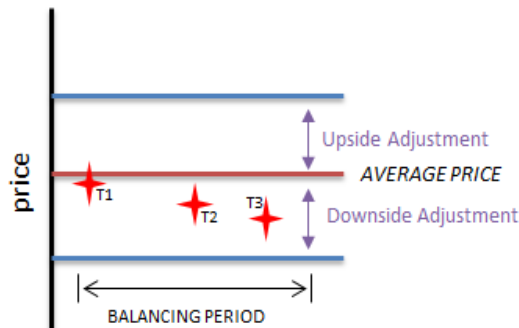 price
Upside Adjustment
AVERAGE PRICE
T1
T2
T3
Downside Adjustment
BALANCING PERIOD